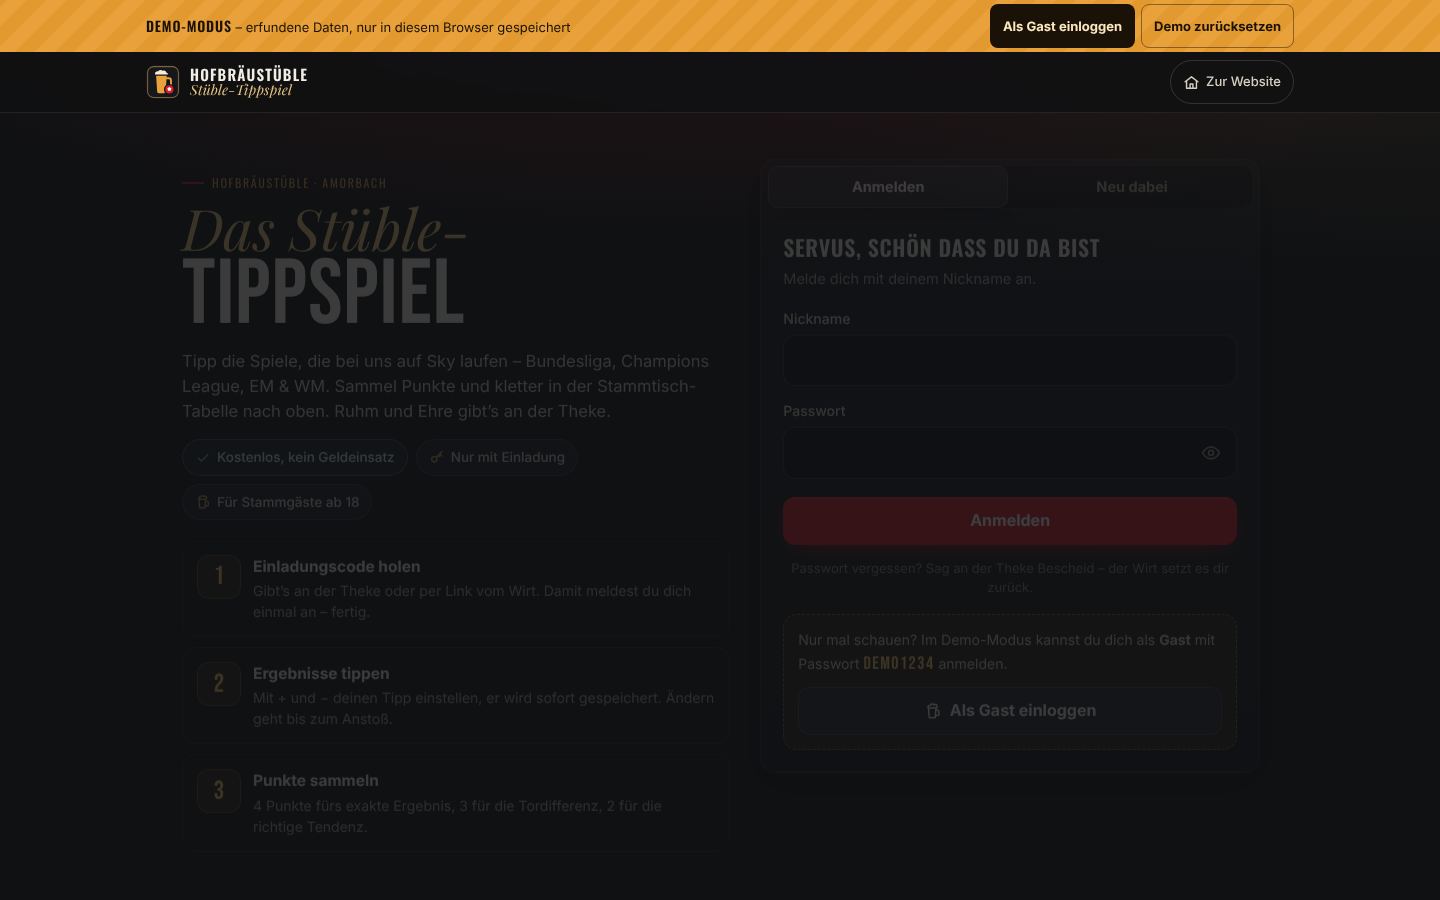 DEMO-MODUS – erfundene Daten, nur in diesem Browser gespeichert
Als Gast einloggen
Demo zurücksetzen
HOFBRÄUSTÜBLE
Stüble-Tippspiel
Zur Website
HOFBRÄUSTÜBLE · AMORBACH
Das Stüble-
TIPPSPIEL
Tipp die Spiele, die bei uns auf Sky laufen – Bundesliga, Champions
League, EM & WM. Sammel Punkte und kletter in der Stammtisch-
Tabelle nach oben. Ruhm und Ehre gibt’s an der Theke.
Kostenlos, kein Geldeinsatz
Nur mit Einladung
Für Stammgäste ab 18
1
Einladungscode holen
Gibt’s an der Theke oder per Link vom Wirt. Damit meldest du dich
einmal an – fertig.
2
Ergebnisse tippen
Mit + und − deinen Tipp einstellen, er wird sofort gespeichert. Ändern
geht bis zum Anstoß.
3
Punkte sammeln
4 Punkte fürs exakte Ergebnis, 3 für die Tordifferenz, 2 für die
richtige Tendenz.
Anmelden
Neu dabei
SERVUS, SCHÖN DASS DU DA BIST
Melde dich mit deinem Nickname an.
Nickname
Passwort
Anmelden
Passwort vergessen? Sag an der Theke Bescheid – der Wirt setzt es dir
zurück.
Nur mal schauen? Im Demo-Modus kannst du dich als Gast mit
Passwort DEMO1234 anmelden.
Als Gast einloggen